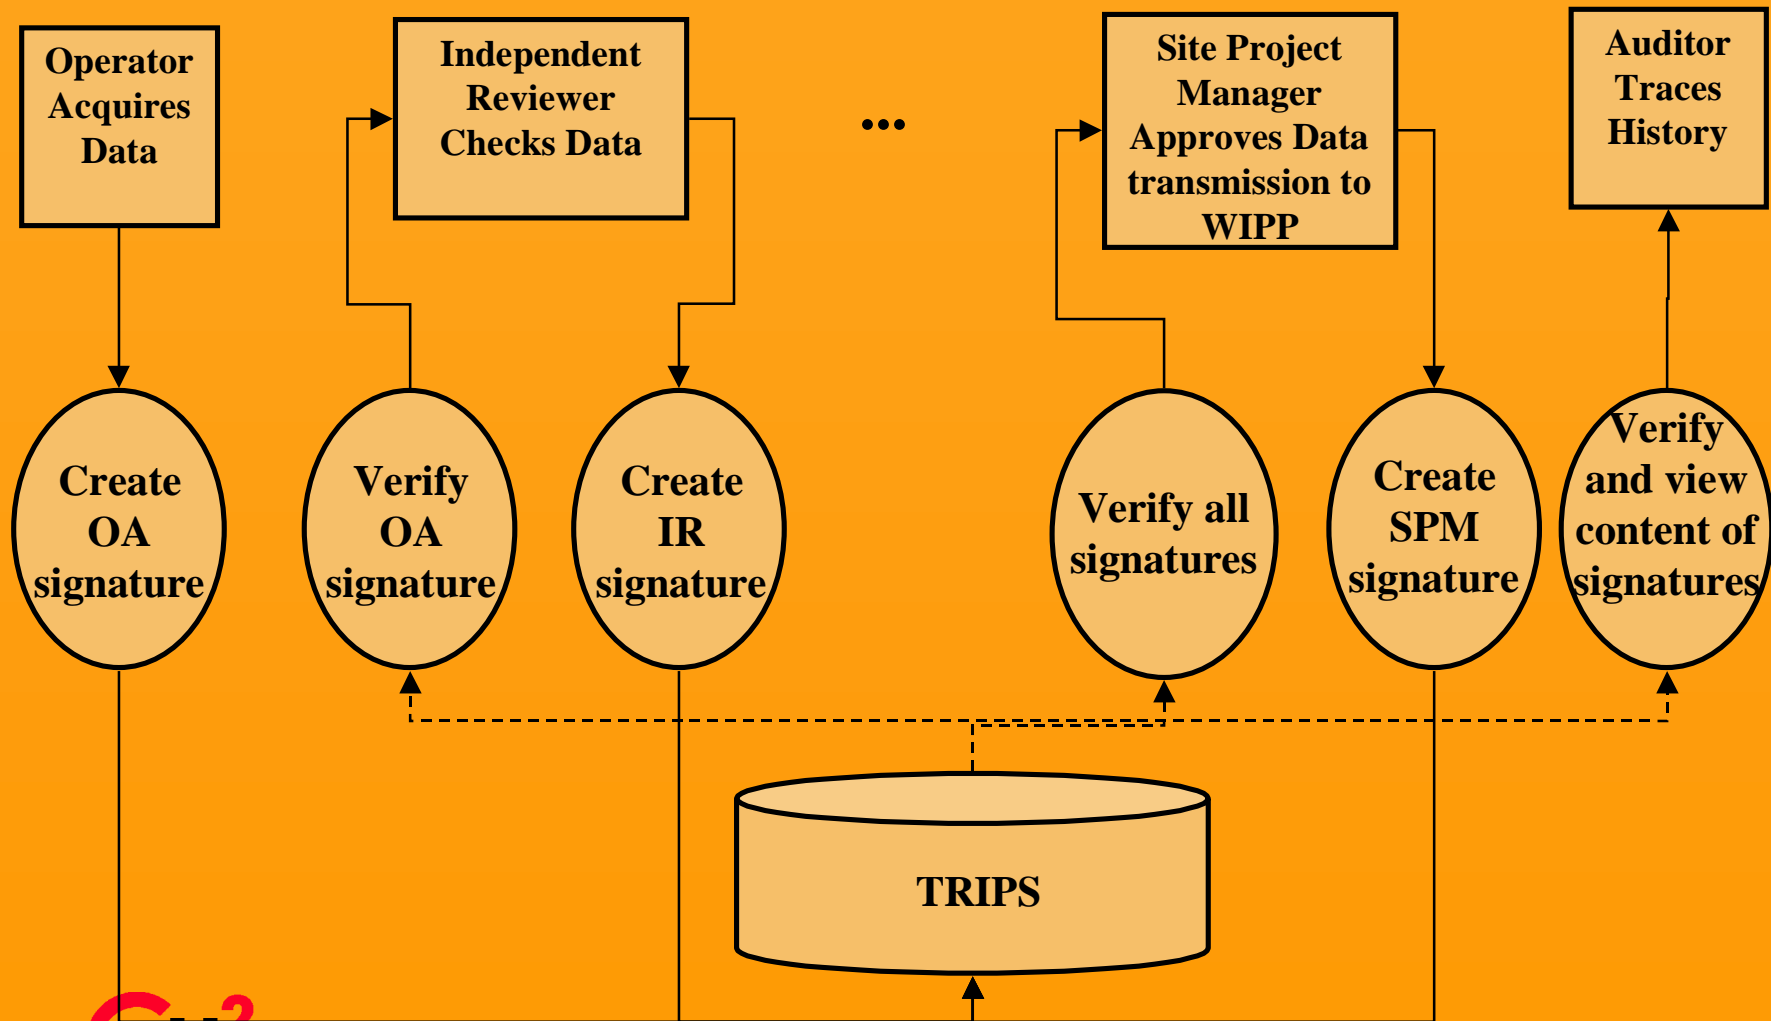 Operator
Acquires
Data
Independent
Reviewer
Checks Data
...
Site Project
Manager
Approves Data
transmission to
WIPP
Auditor
Traces
History
Create
OA
signature
Verify
OA
signature
Create
IR
signature
Verify all
signatures
Create
SPM
signature
Verify
and view
content of
signatures
TRIPS